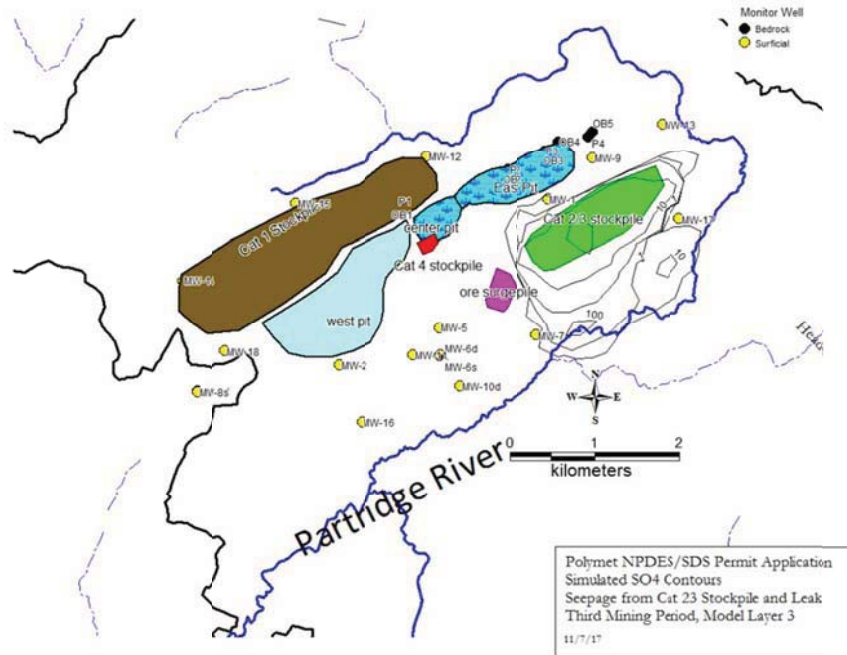 Monitor Well
Bedrock
Surficial
OB5
MW-13
OB4
P4
MW-12
OB3
MW-9
Eas Pit
MW-1
MW-15
P1
OB1
Cat 1 Stockpil
center pit
Cat 2 3 stockpile
10
MW-17
Cat 4 stockpile
10
1
MW-14
ore surgepile
west pit
100
MW-5
MW-7
MW-18
MW-6d
MW-2
MW-6s
MW-8s
MW-10d
N
W E
S
MW-16
0 1 2
kilometers
Partridge River
Polymet NPDES/SDS Permit Application
Simulated SO4 Contours
Seepage from Cat 23 Stockpile and Leak
Third Mining Period, Model Layer 3
11/7/17